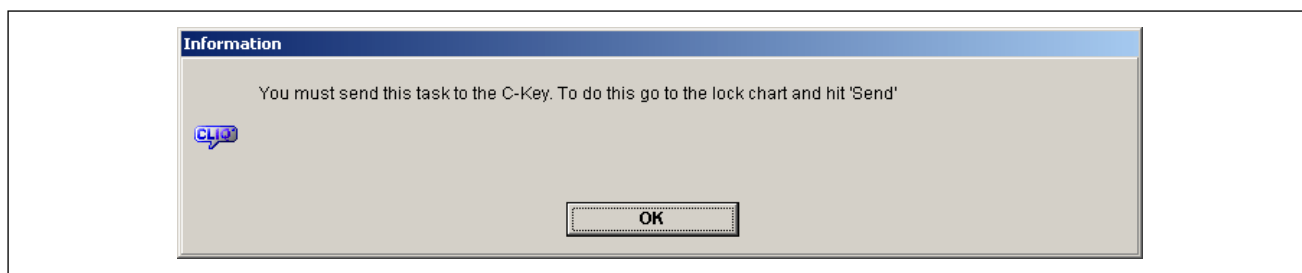 Information
You must send this task to the C-Key. To do this go to the lock chart and hit 'Send'
CLIQ
OK